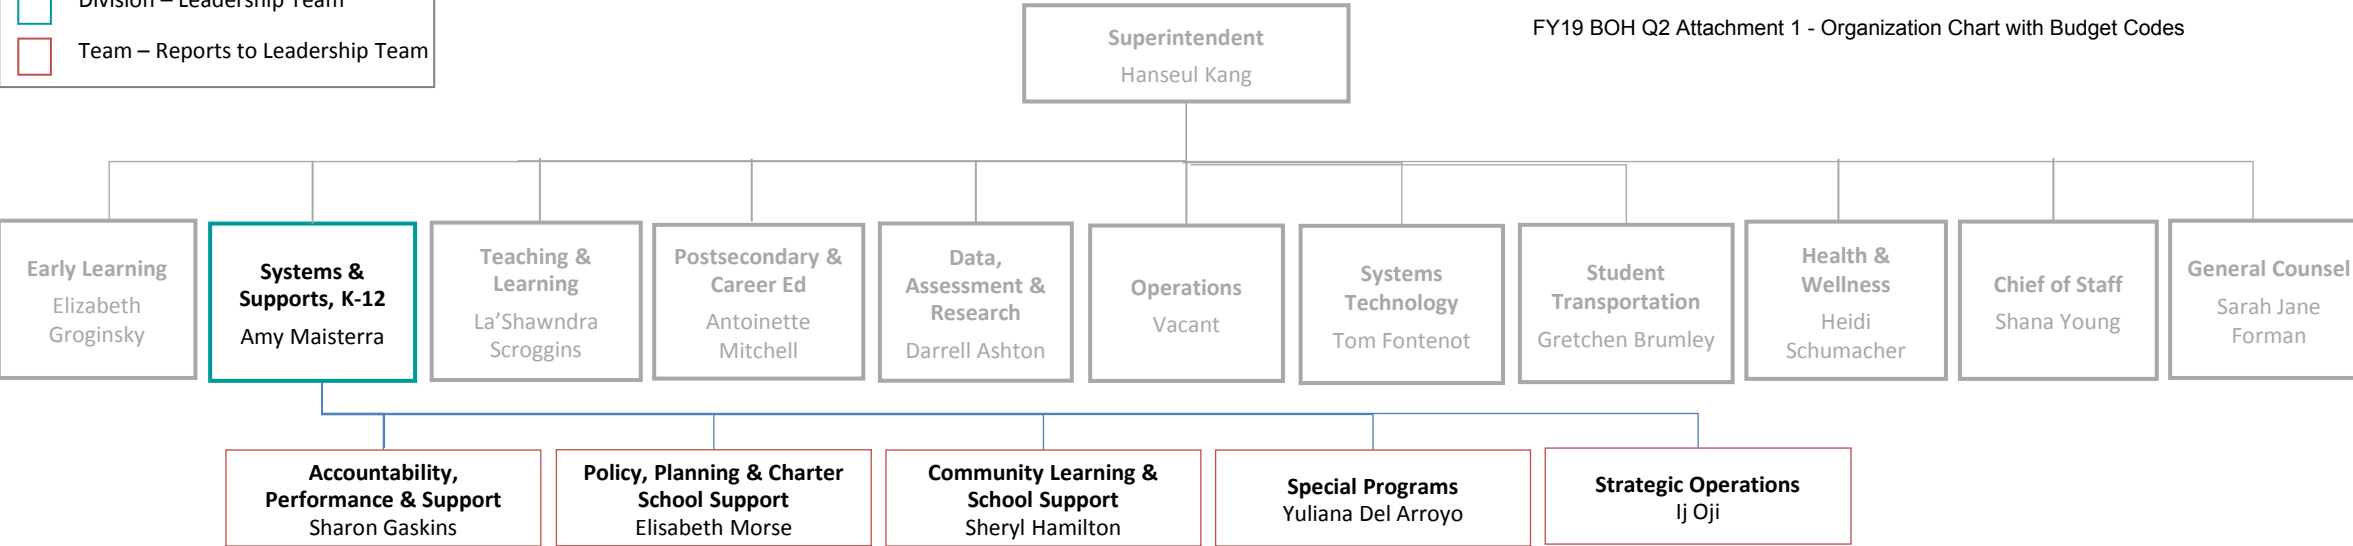 Division – Leadership Team
Team – Reports to Leadership Team
FY19 BOH Q2 Attachment 1 - Organization Chart with Budget Codes
Superintendent
Hanseul Kang
Early Learning
Elizabeth
Groginsky
Systems &
Supports, K-12
Amy Maisterra
Teaching &
Learning
La’Shawndra
Scroggins
Postsecondary &
Career Ed
Antoinette
Mitchell
Data,
Assessment &
Research
Darrell Ashton
Operations
Vacant
Systems
Technology
Tom Fontenot
Student
Transportation
Gretchen Brumley
Health &
Wellness
Heidi
Schumacher
Chief of Staff
Shana Young
General Counsel
Sarah Jane
Forman
Accountability,
Performance & Support
Sharon Gaskins
Policy, Planning & Charter
School Support
Elisabeth Morse
Community Learning &
School Support
Sheryl Hamilton
Special Programs
Yuliana Del Arroyo
Strategic Operations
Ij Oji